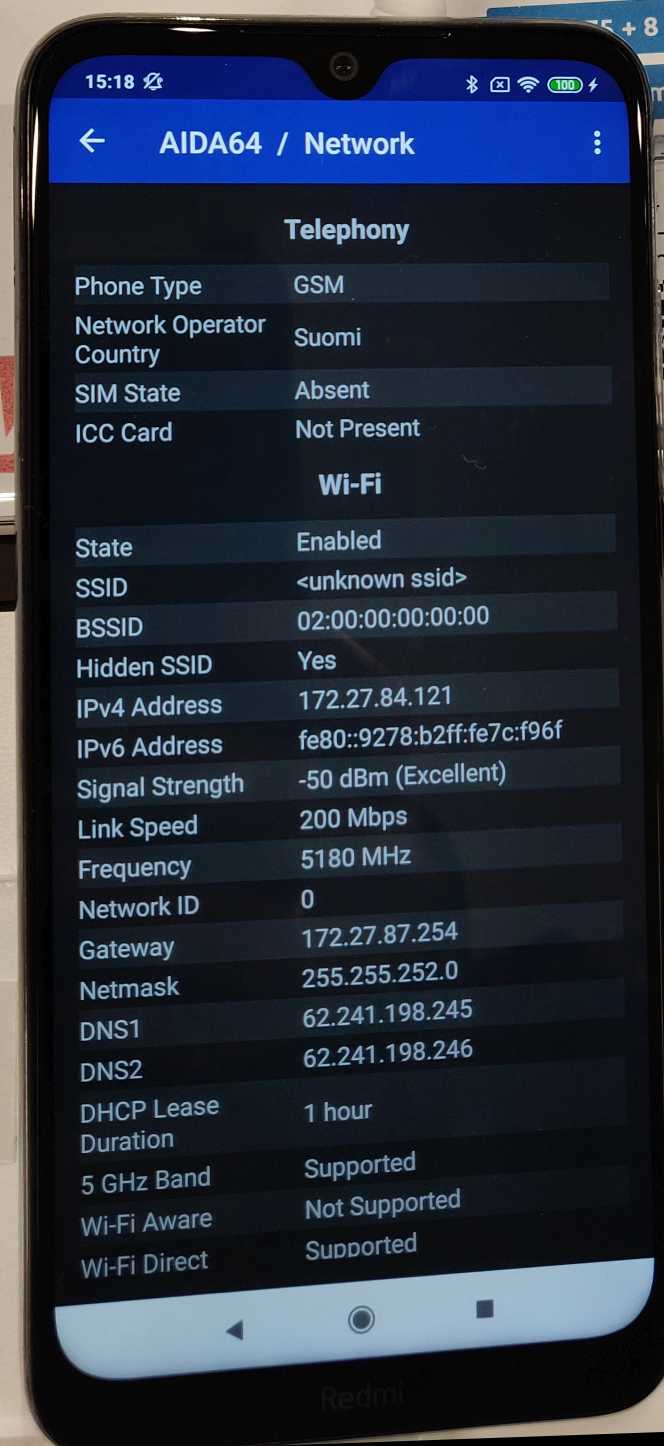 + 8
15:18
100
AIDA64 / Network
Telephony
Phone Type GSM
Network Operator Country Suomi
SIM State Absent
ICC Card Not Present
Wi-Fi
State Enabled
SSID <unknown ssid>
BSSID 02:00:00:00:00:00
Hidden SSID Yes
IPv4 Address 172.27.84.121
IPv6 Address fe80::9278:b2ff:fe7c:f96f
Signal Strength -50 dBm (Excellent)
Link Speed 200 Mbps
Frequency 5180 MHz
Network ID 0
Gateway 172.27.87.254
Netmask 255.255.252.0
DNS1 62.241.198.245
DNS2 62.241.198.246
DHCP Lease Duration 1 hour
5 GHz Band Supported
Wi-Fi Aware Not Supported
Wi-Fi Direct Supported
Redmi